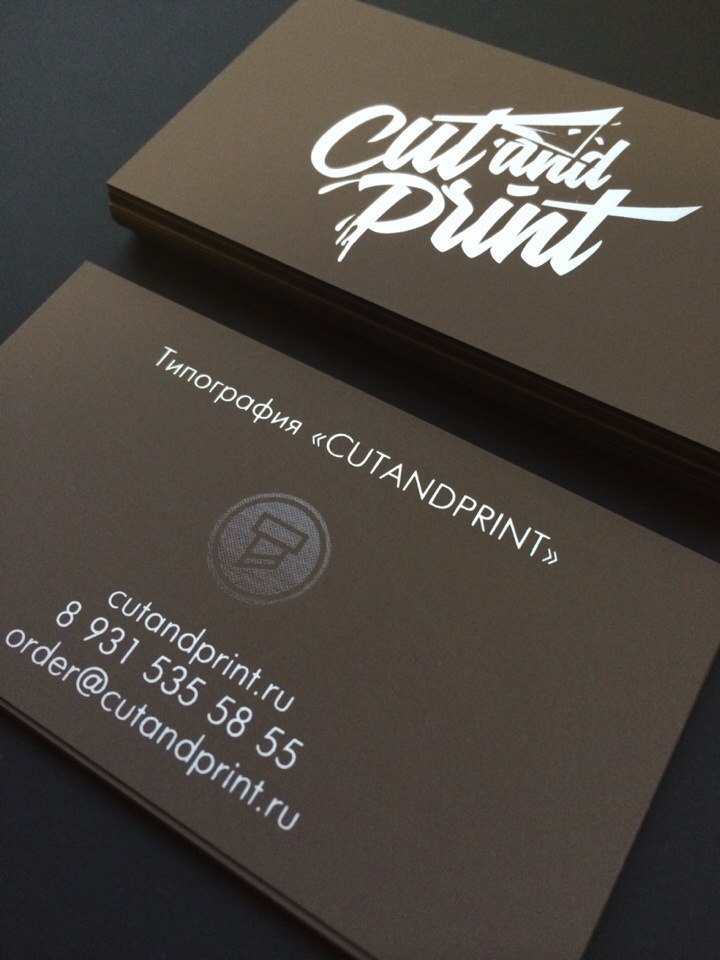 Cut and
Print
Типография «CUTANDPRINT»
cutandprint.ru
8 931 535 58 55
order@cutandprint.ru